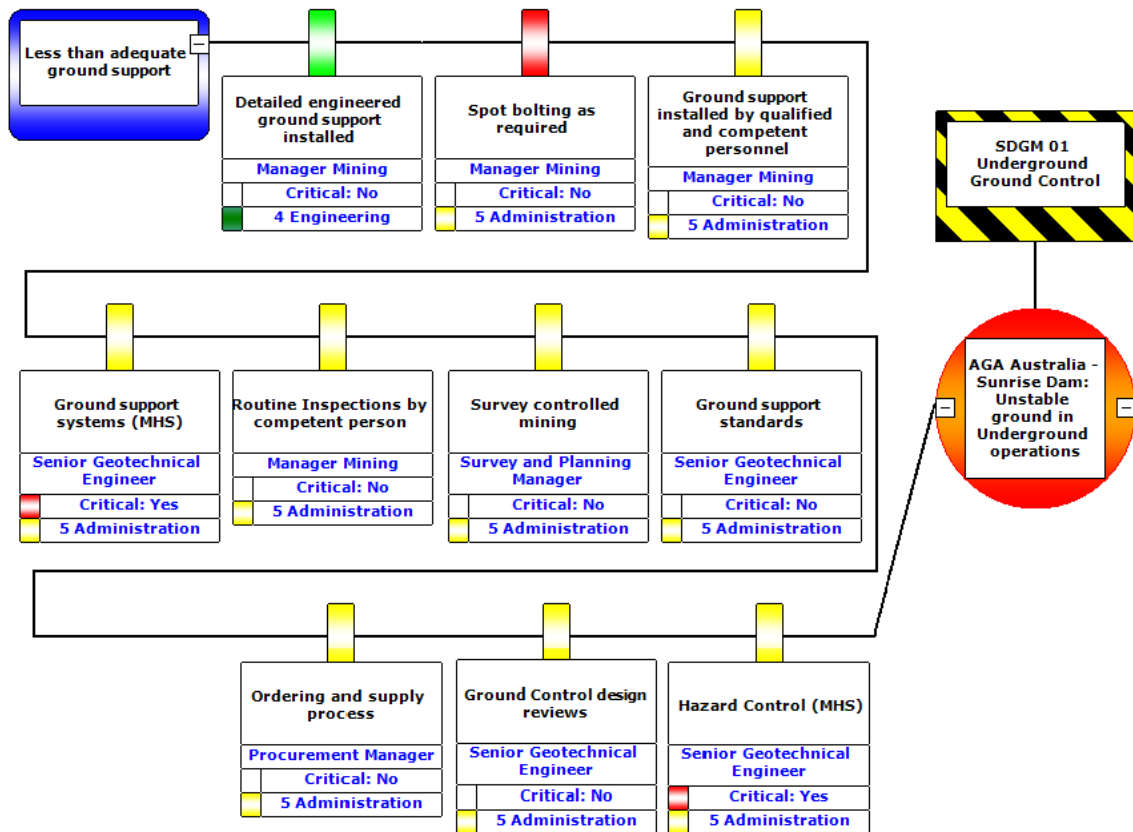 Less than adequate
ground support
Detailed engineered
ground support
installed
Manager Mining
Critical: No
4 Engineering
Spot bolting as
required
Manager Mining
Critical: No
5 Administration
Ground support
installed by qualified
and competent
personnel
Manager Mining
Critical: No
5 Administration
SDGM 01
Underground
Ground Control
Ground support
systems (MHS)
Senior Geotechnical
Engineer
Critical: Yes
5 Administration
Routine Inspections by
competent person
Manager Mining
Critical: No
5 Administration
Survey controlled
mining
Survey and Planning
Manager
Critical: No
5 Administration
Ground support
standards
Senior Geotechnical
Engineer
Critical: No
5 Administration
AGA Australia -
Sunrise Dam:
Unstable
ground in
Underground
operations
Ordering and supply
process
Procurement Manager
Critical: No
5 Administration
Ground Control design
reviews
Senior Geotechnical
Engineer
Critical: No
5 Administration
Hazard Control (MHS)
Senior Geotechnical
Engineer
Critical: Yes
5 Administration